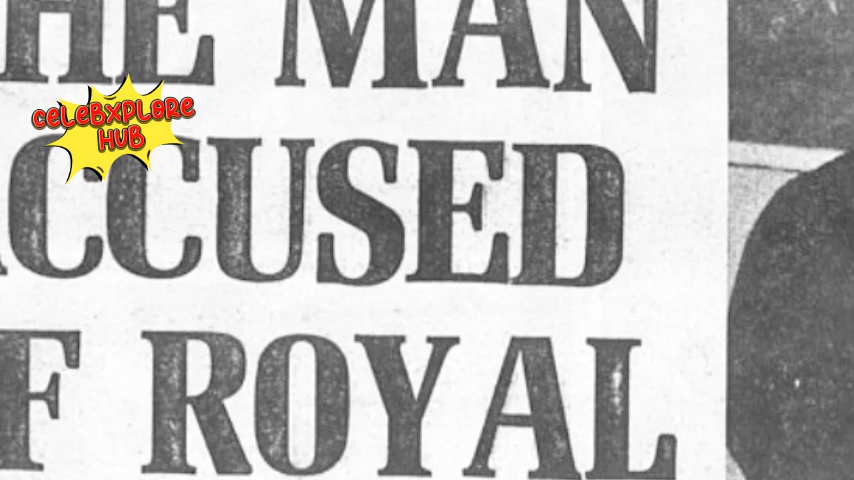 HE MAN
CELEBXPLORE
HUB
CCUSED
F ROYAL